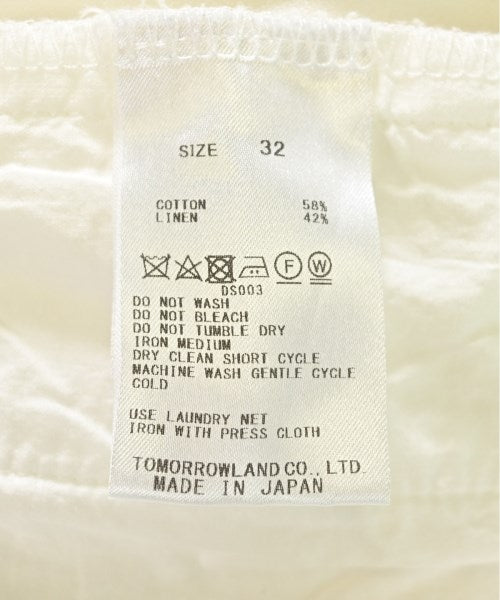 SIZE 32
COTTON 58%
LINEN 42%
F W
DS003
DO NOT WASH
DO NOT BLEACH
DO NOT TUMBLE DRY
IRON MEDIUM
DRY CLEAN SHORT CYCLE
MACHINE WASH GENTLE CYCLE
COLD
USE LAUNDRY NET
IRON WITH PRESS CLOTH
TOMORROWLAND CO., LTD.
MADE IN JAPAN